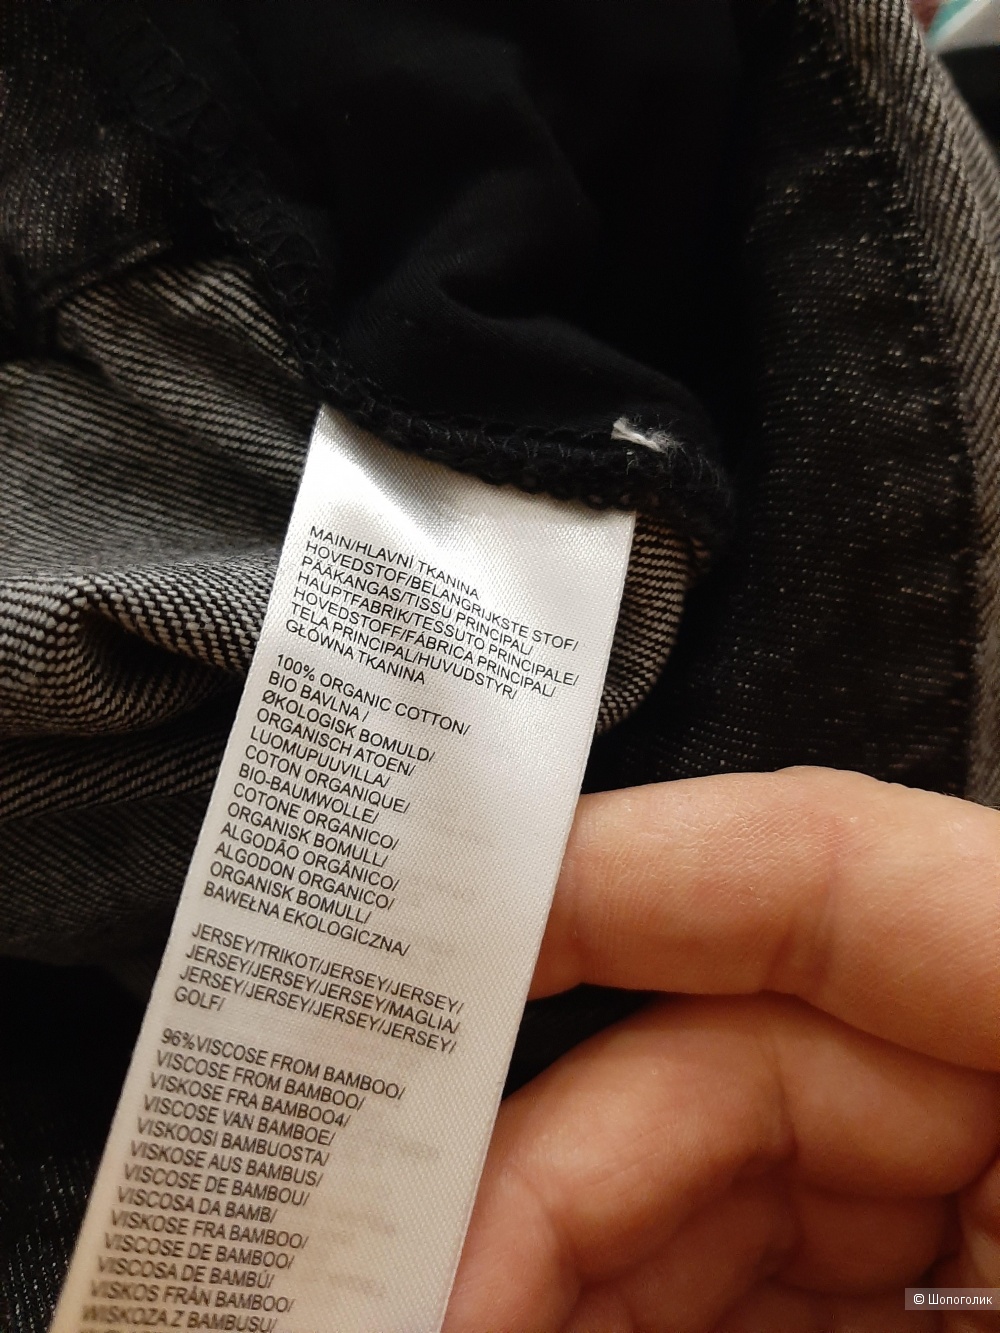 MAIN/HLAVNÍ TKANINA
HOVEDSTOF/BELANGRIJKSTE STOF/
PÄÄKANGAS/TISSU PRINCIPAL/
HAUPTFABRIK/TESSUTO PRINCIPALE/
HOVEDSTOFF/FÁBRICA PRINCIPAL/
TELA PRINCIPAL/HUVUDSTYR/
GŁÓWNA TKANINA
100% ORGANIC COTTON/
BIO BAVLNA /
ØKOLOGISK BOMULD/
ORGANISCH ATOEN/
LUOMUPUUVILLA/
COTON ORGANIQUE/
BIO-BAUMWOLLE/
COTONE ORGANICO/
ORGANISK BOMULL/
ALGODÃO ORGÂNICO/
ALGODON ORGANICO/
ORGANISK BOMULL/
BAWEŁNA EKOLOGICZNA/
JERSEY/TRIKOT/JERSEY/JERSEY/
JERSEY/JERSEY/JERSEY/MAGLIA/
JERSEY/JERSEY/JERSEY/JERSEY/
GOLF/
96%VISCOSE FROM BAMBOO/
VISCOSE FROM BAMBOO/
VISKOSE FRA BAMBOO4/
VISCOSE VAN BAMBOE/
VISKOOSI BAMBUOSTA/
VISKOSE AUS BAMBUS/
VISCOSE DE BAMBOU/
VISCOSA DA BAMB/
VISKOSE FRA BAMBOO/
VISCOSE DE BAMBOO/
VISCOSA DE BAMBÚ/
VISKOS FRÅN BAMBOO/
WISKOZA Z BAMBUSU/
© Шопоголик